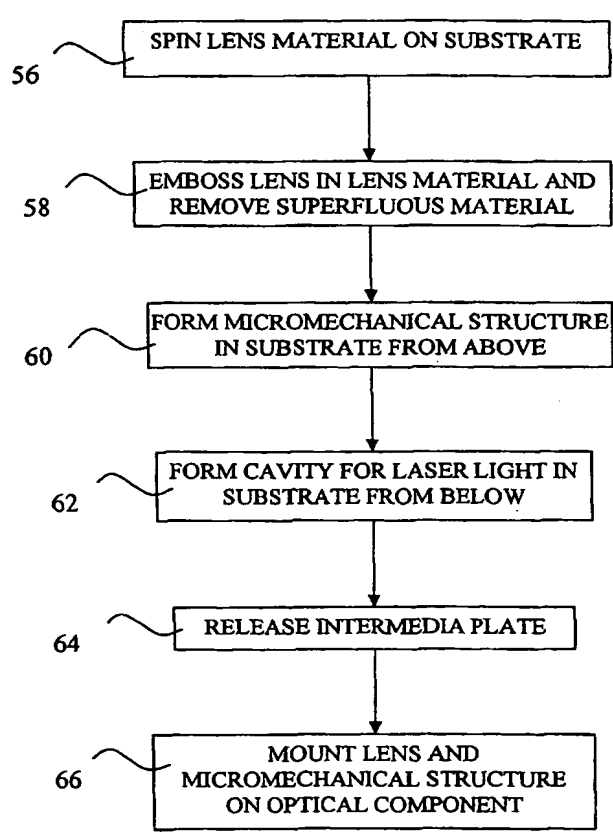 SPIN LENS MATERIAL ON SUBSTRATE
56
EMBOSS LENS IN LENS MATERIAL AND
REMOVE SUPERFLUOUS MATERIAL
58
FORM MICROMECHANICAL STRUCTURE
IN SUBSTRATE FROM ABOVE
60
FORM CAVITY FOR LASER LIGHT IN
SUBSTRATE FROM BELOW
62
RELEASE INTERMEDIA PLATE
64
MOUNT LENS AND
MICROMECHANICAL STRUCTURE
ON OPTICAL COMPONENT
66